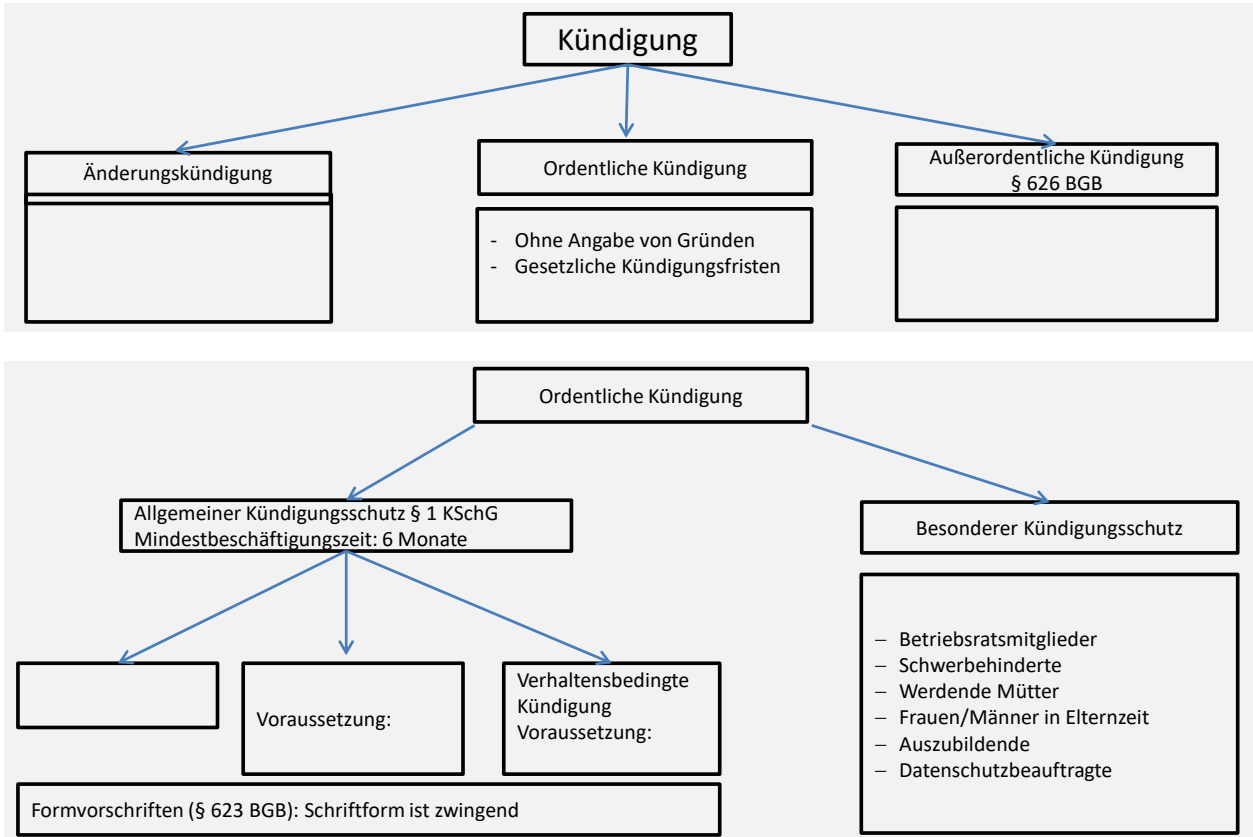 Kündigung
Änderungskündigung
Ordentliche Kündigung
Außerordentliche Kündigung
§ 626 BGB
- Ohne Angabe von Gründen
- Gesetzliche Kündigungsfristen
Ordentliche Kündigung
Allgemeiner Kündigungsschutz § 1 KSchG
Mindestbeschäftigungszeit: 6 Monate
Besonderer Kündigungsschutz
Voraussetzung:
Verhaltensbedingte
Kündigung
Voraussetzung:
– Betriebsratsmitglieder
– Schwerbehinderte
– Werdende Mütter
– Frauen/Männer in Elternzeit
– Auszubildende
– Datenschutzbeauftragte
Formvorschriften (§ 623 BGB): Schriftform ist zwingend